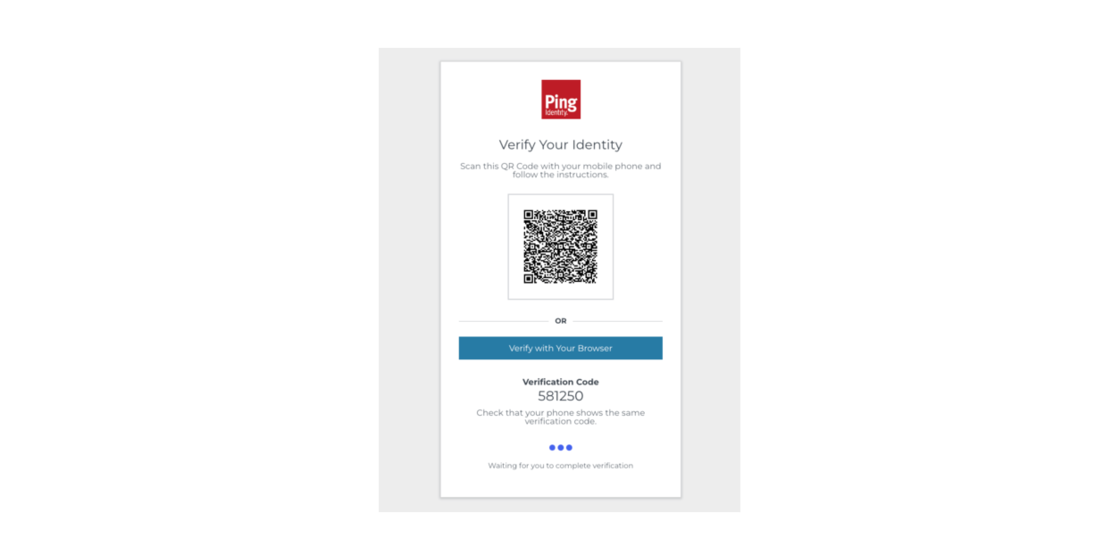 Ping
Identity.
Verify Your Identity
Scan this QR Code with your mobile phone and
follow the instructions.
OR
Verify with Your Browser
Verification Code
581250
Check that your phone shows the same
verification code.
Waiting for you to complete verification